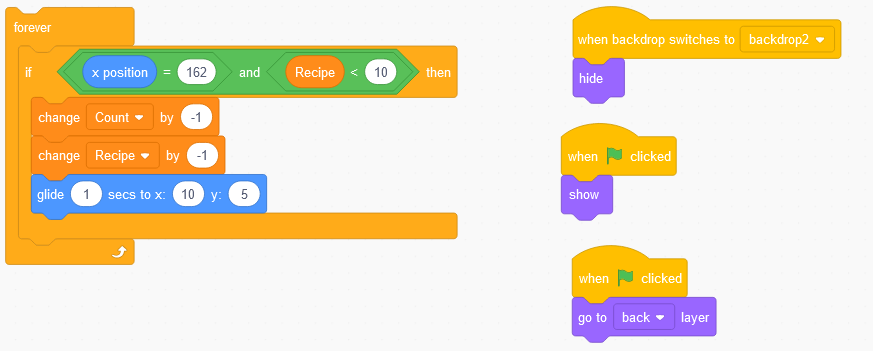 forever
if x position = 162 and Recipe < 10 then
change Count by -1
change Recipe by -1
glide 1 secs to x: 10 y: 5
when backdrop switches to backdrop2
hide
when clicked
show
when clicked
go to back layer